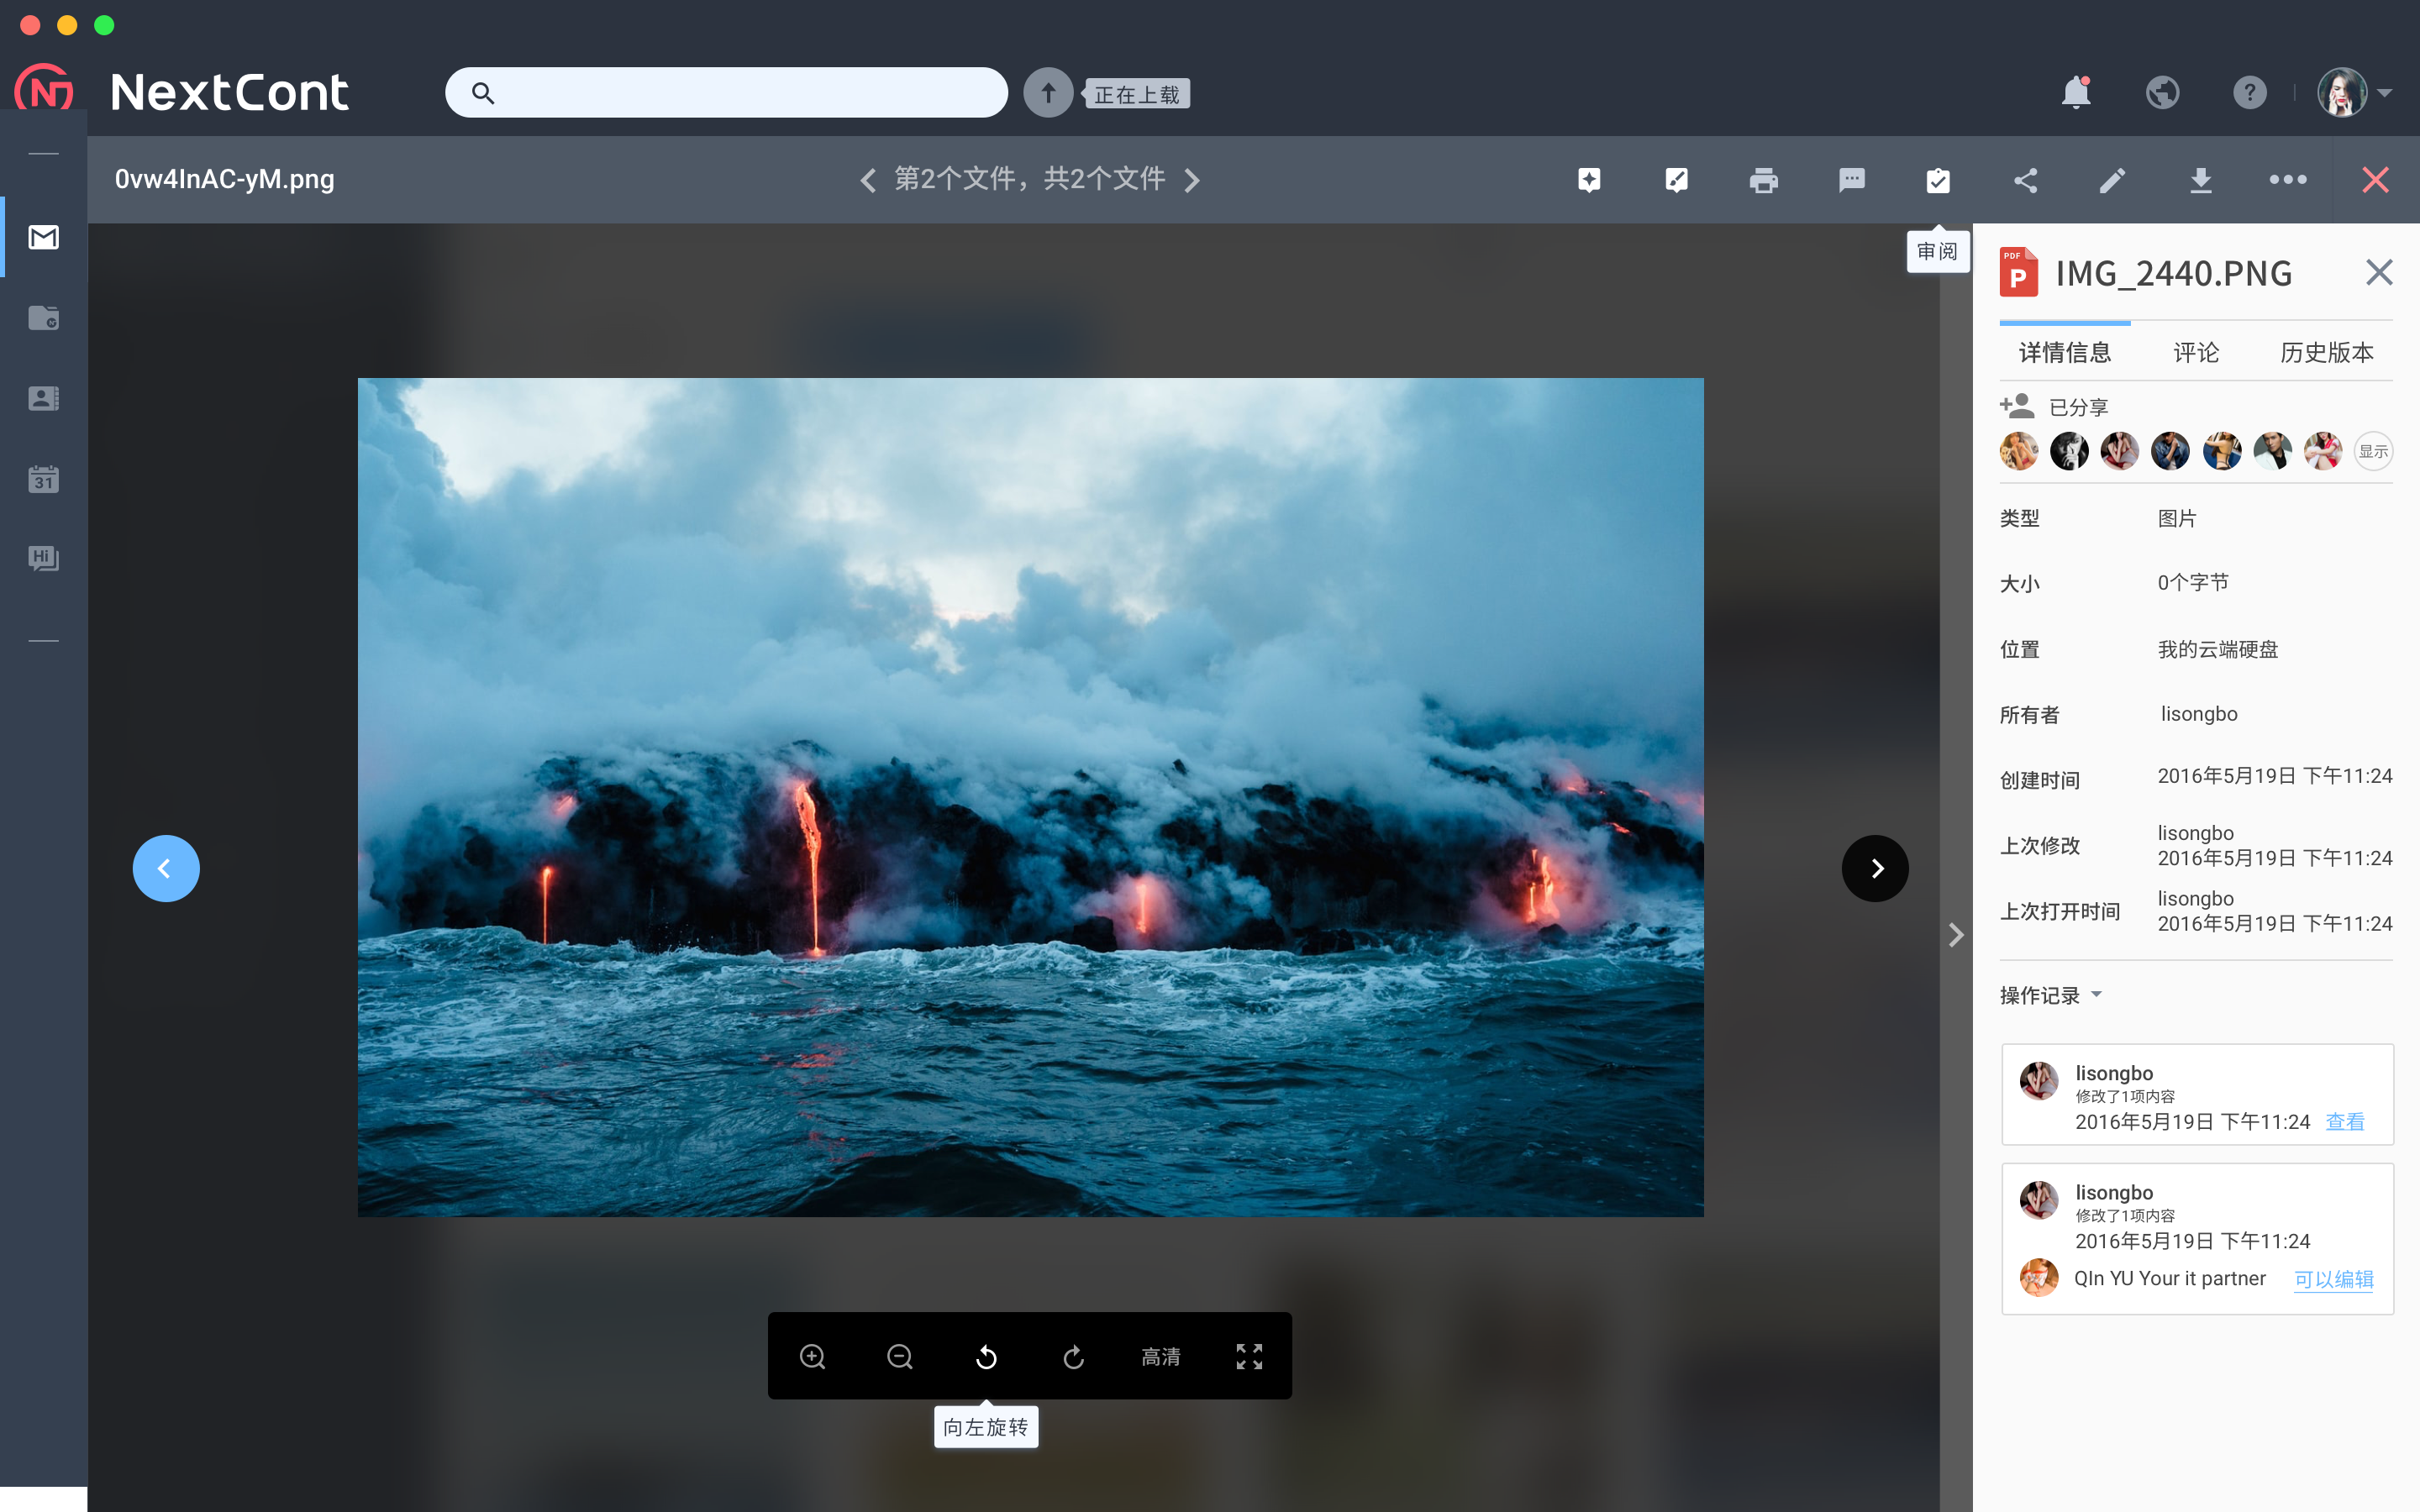 NextCont
正在上载
0vw4InAC-yM.png
第2个文件，共2个文件
审阅
31
Hi
PDF
P
IMG_2440.PNG
详情信息 评论 历史版本
已分享
显示
类型 图片
大小 0个字节
位置 我的云端硬盘
所有者 lisongbo
创建时间 2016年5月19日 下午11:24
上次修改 lisongbo
2016年5月19日 下午11:24
上次打开时间 lisongbo
2016年5月19日 下午11:24
操作记录
lisongbo
修改了1项内容
2016年5月19日 下午11:24 查看
lisongbo
修改了1项内容
2016年5月19日 下午11:24
QIn YU Your it partner 可以编辑
高清
向左旋转